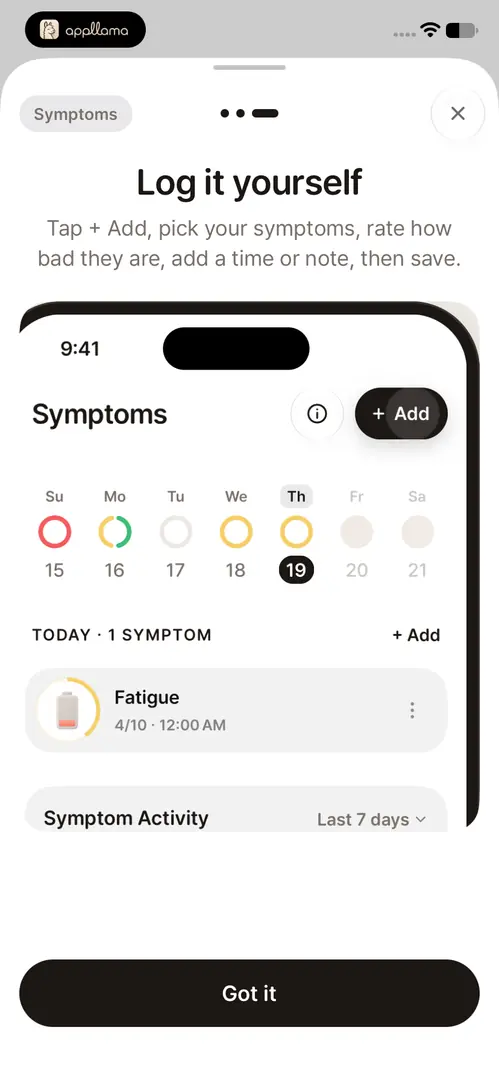 appllama
Symptoms
Log it yourself
Tap + Add, pick your symptoms, rate how
bad they are, add a time or note, then save.
9:41
Symptoms
+ Add
Su Mo Tu We Th Fr Sa
15 16 17 18 19 20 21
TODAY · 1 SYMPTOM
+ Add
Fatigue
4/10 · 12:00 AM
Symptom Activity
Last 7 days
Got it